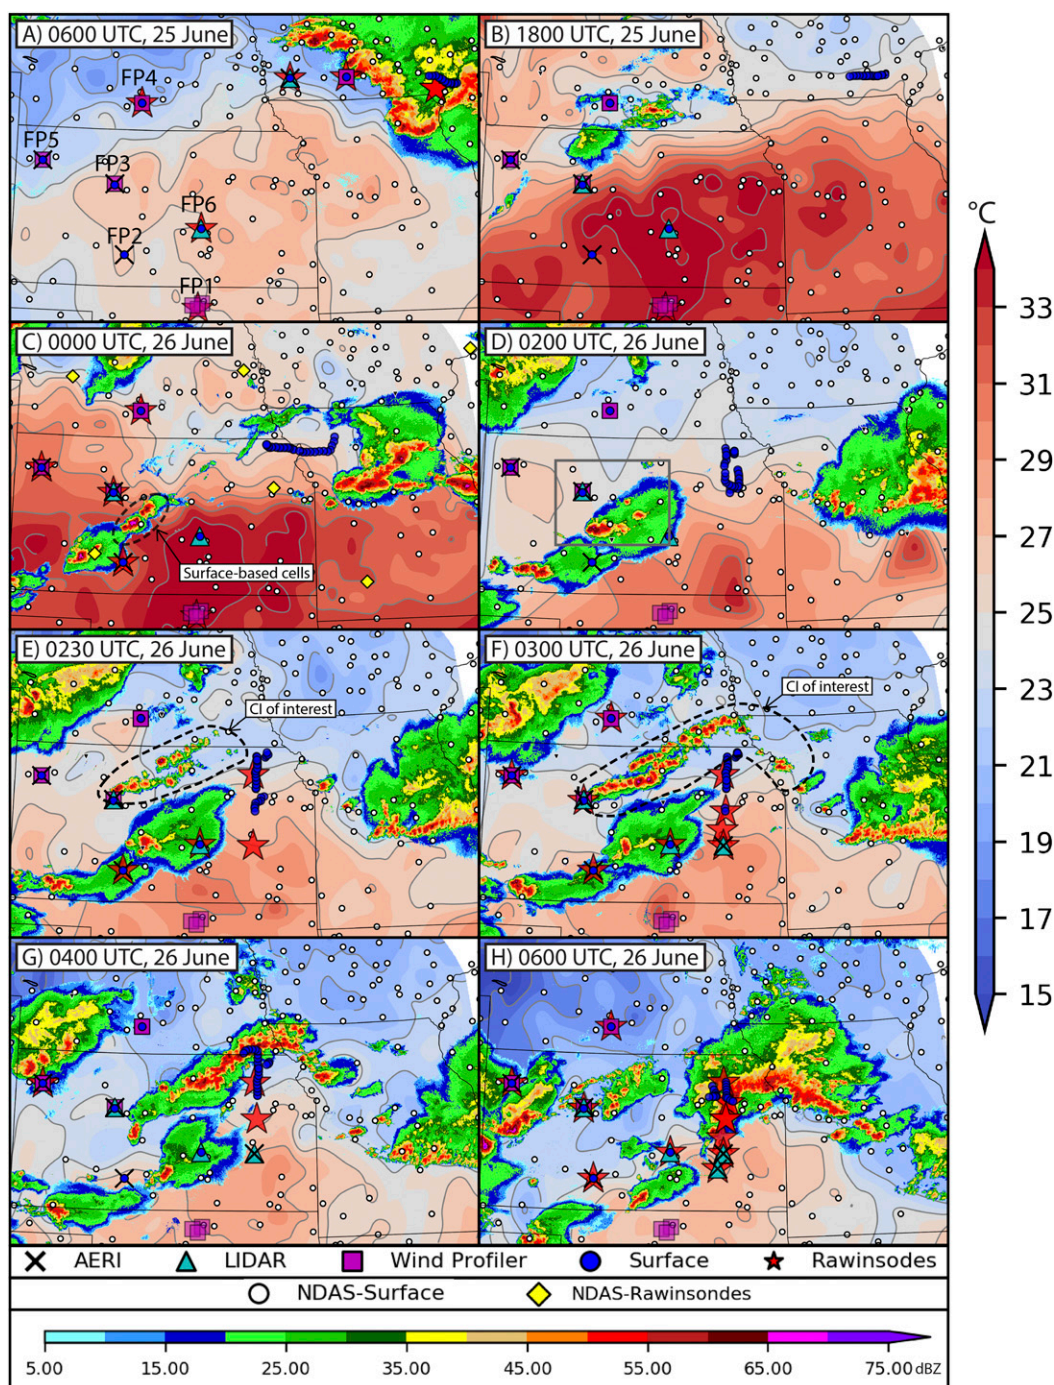 A) 0600 UTC, 25 June
FP4
FP5
FP3
FP6
FP2
FP1
B) 1800 UTC, 25 June
°C
C) 0000 UTC, 26 June
Surface-based cells
D) 0200 UTC, 26 June
33
31
29
27
25
23
21
19
17
15
E) 0230 UTC, 26 June
CI of interest
F) 0300 UTC, 26 June
CI of interest
G) 0400 UTC, 26 June
H) 0600 UTC, 26 June
AERI LIDAR Wind Profiler Surface Rawinsodes
NDAS-Surface NDAS-Rawinsondes
5.00 15.00 25.00 35.00 45.00 55.00 65.00 75.00 dBZ